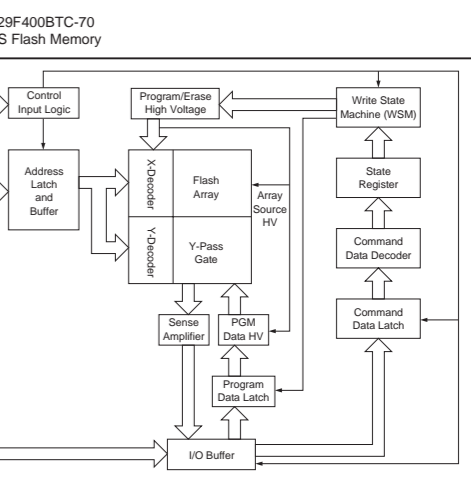 29F400BTC-70
S Flash Memory
Control
Input Logic
Program/Erase
High Voltage
Write State
Machine (WSM)
Address
Latch
and
Buffer
X-Decoder
Flash
Array
Array
Source
HV
State
Register
Y-Decoder
Y-Pass
Gate
Command
Data Decoder
Sense
Amplifier
PGM
Data HV
Command
Data Latch
Program
Data Latch
I/O Buffer